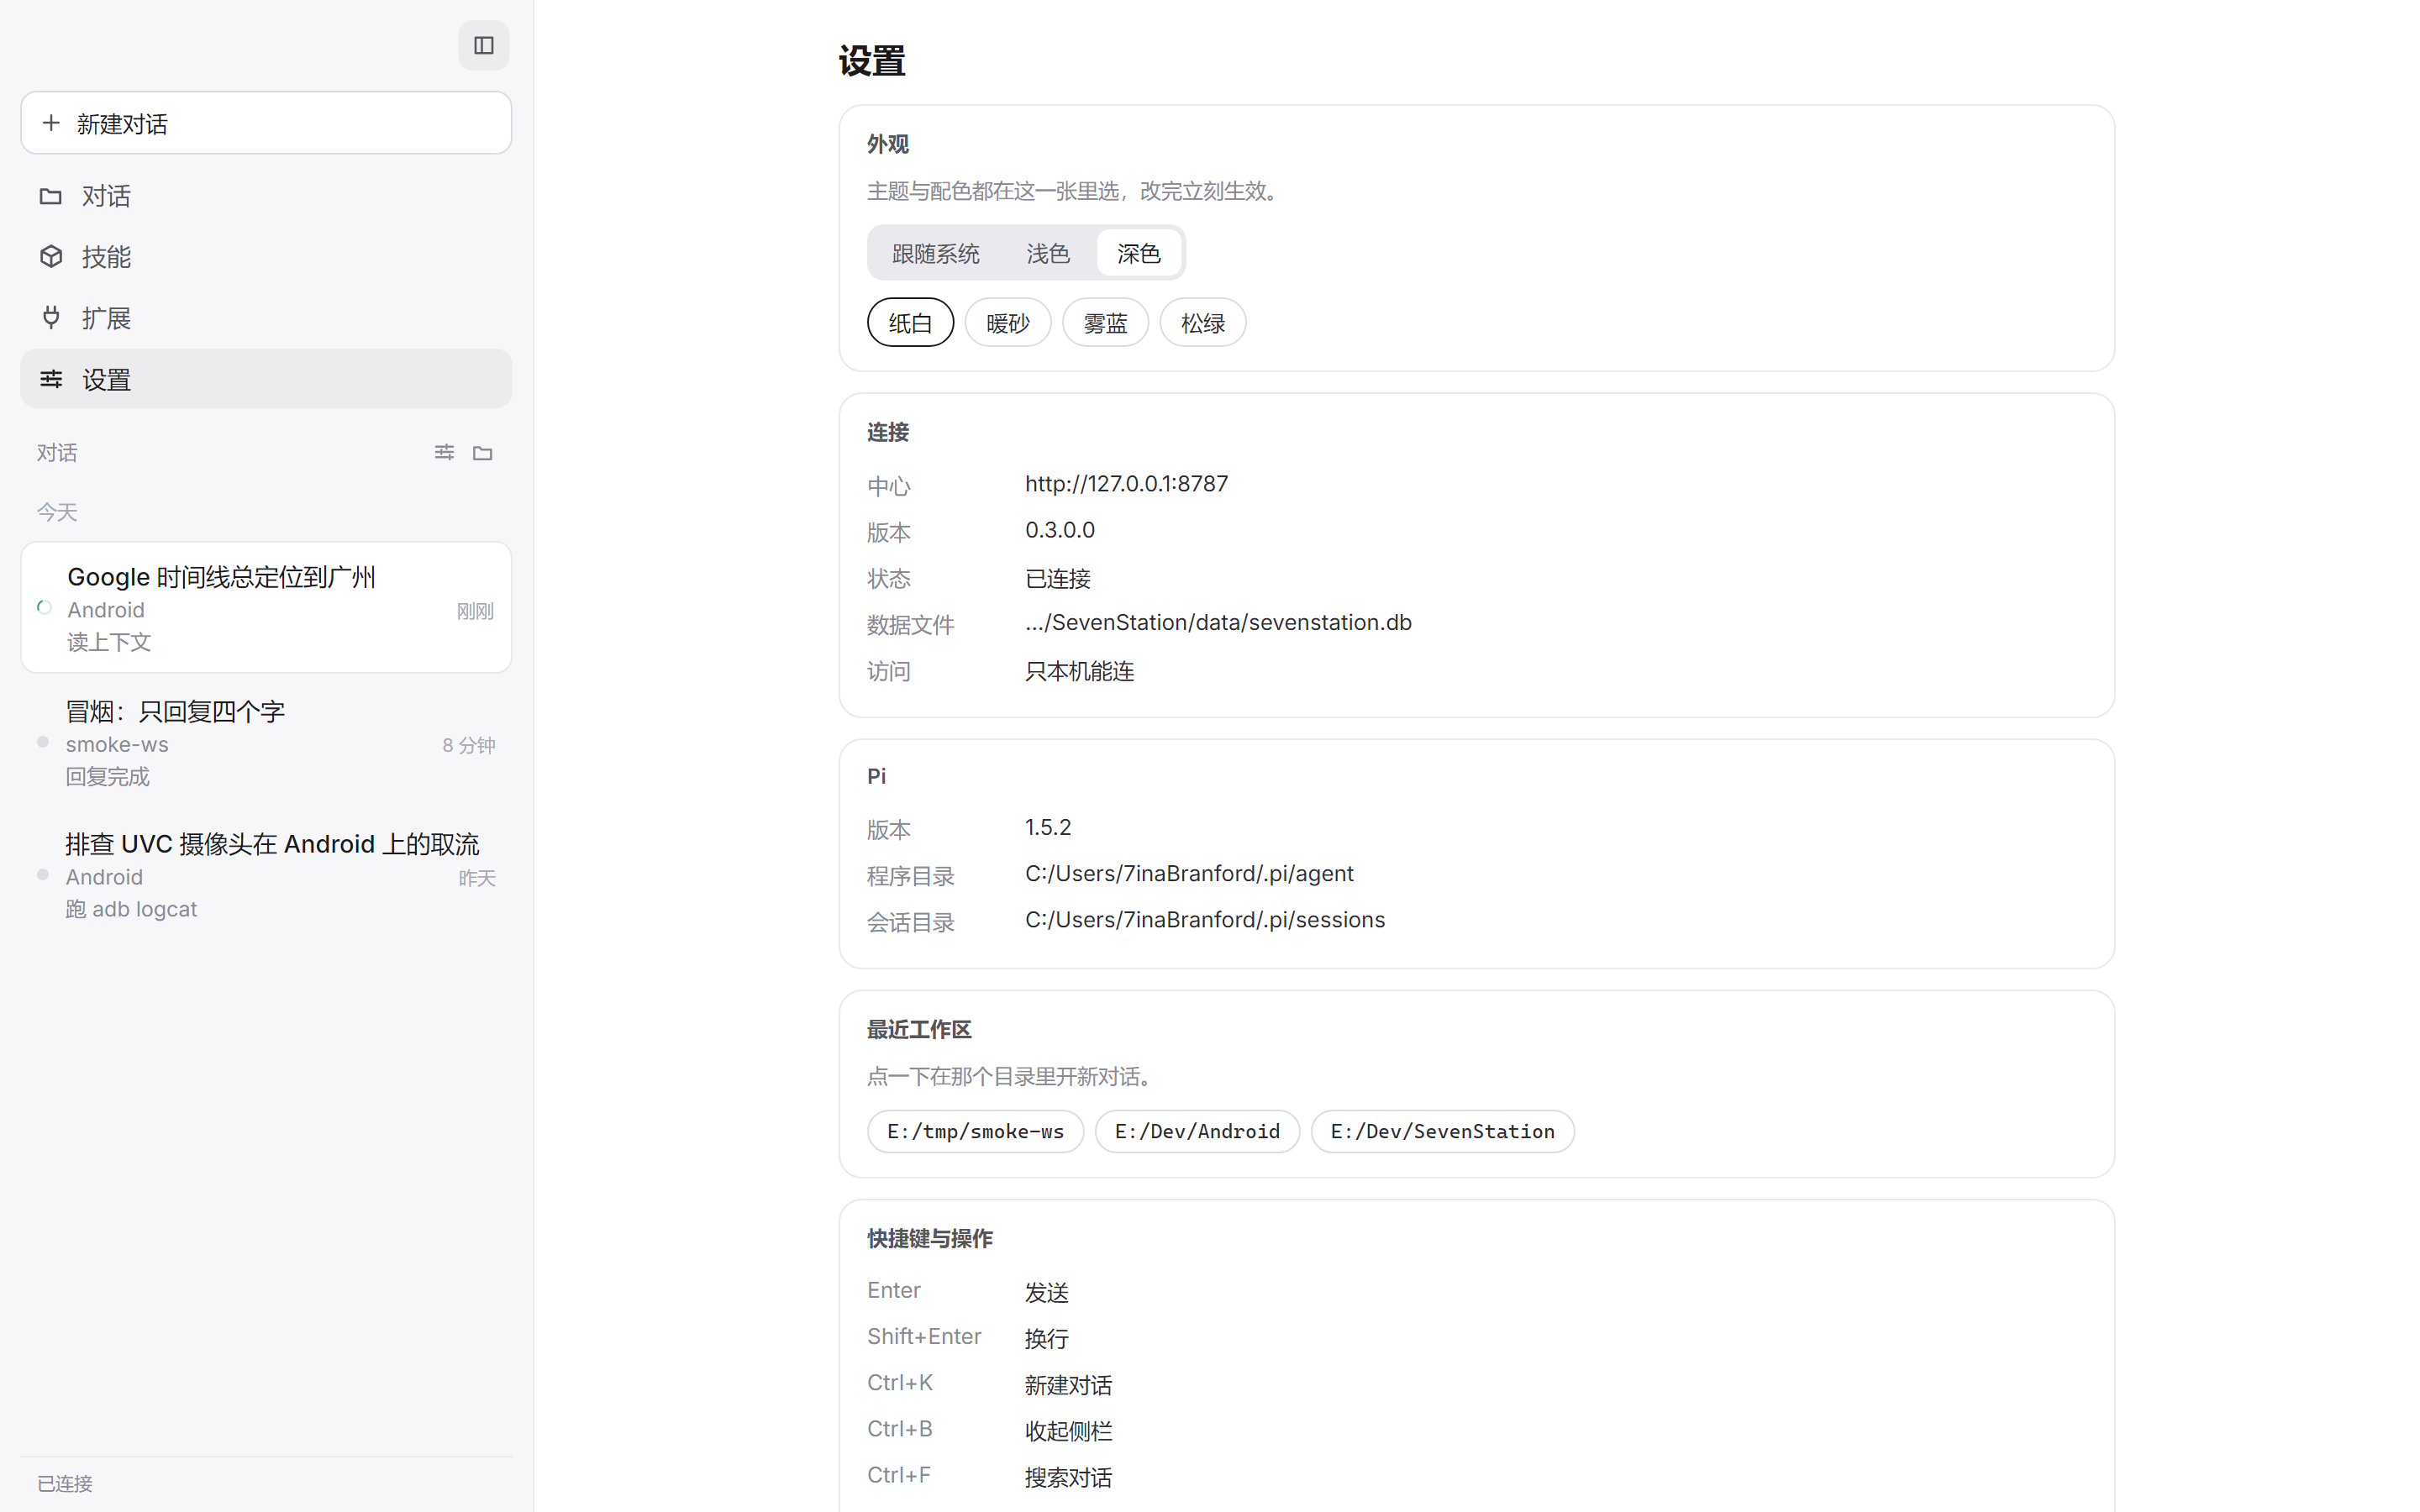 新建对话
对话
技能
扩展
设置
对话
今天
Google 时间线总定位到广州
Android 刚刚
读上下文
冒烟：只回复四个字
smoke-ws 8 分钟
回复完成
排查 UVC 摄像头在 Android 上的取流
Android 昨天
跑 adb logcat
已连接
设置
外观
主题与配色都在这一张里选，改完立刻生效。
跟随系统 浅色 深色
纸白 暖砂 雾蓝 松绿
连接
中心 http://127.0.0.1:8787
版本 0.3.0.0
状态 已连接
数据文件 .../SevenStation/data/sevenstation.db
访问 只本机能连
Pi
版本 1.5.2
程序目录 C:/Users/7inaBranford/.pi/agent
会话目录 C:/Users/7inaBranford/.pi/sessions
最近工作区
点一下在那个目录里开新对话。
E:/tmp/smoke-ws E:/Dev/Android E:/Dev/SevenStation
快捷键与操作
Enter 发送
Shift+Enter 换行
Ctrl+K 新建对话
Ctrl+B 收起侧栏
Ctrl+F 搜索对话